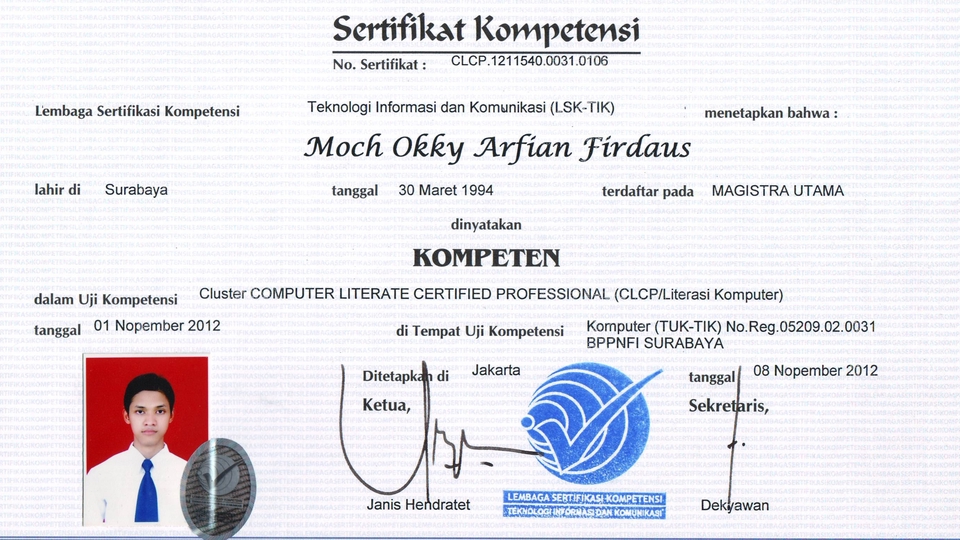 Sertifikat Kompetensi
No. Sertifikat : CLCP.1211540.0031.0106
Lembaga Sertifikasi Kompetensi Teknologi Informasi dan Komunikasi (LSK-TIK) menetapkan bahwa :
Moch Okky Arfian Firdaus
lahir di Surabaya tanggal 30 Maret 1994 terdaftar pada MAGISTRA UTAMA
dinyatakan
KOMPETEN
dalam Uji Kompetensi Cluster COMPUTER LITERATE CERTIFIED PROFESSIONAL (CLCP/Literasi Komputer)
tanggal 01 Nopember 2012 di Tempat Uji Kompetensi Komputer (TUK-TIK) No.Reg.05209.02.0031
BPPNFI SURABAYA
Ditetapkan di Jakarta tanggal 08 Nopember 2012
Ketua, Sekretaris,
Janis Hendratet Dekyawan
LEMBAGA SERTIFIKASI KOMPETENSI
TEKNOLOGI INFORMASI DAN KOMUNIKASI